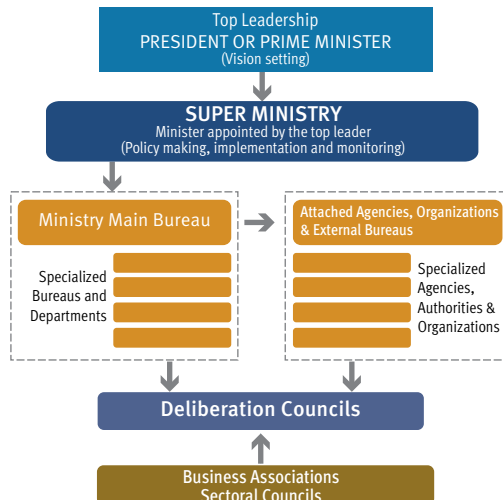 Top Leadership
PRESIDENT OR PRIME MINISTER
(Vision setting)
SUPER MINISTRY
Minister appointed by the top leader
(Policy making, implementation and monitoring)
Ministry Main Bureau
Specialized
Bureaus and
Departments
Attached Agencies, Organizations
& External Bureaus
Specialized
Agencies,
Authorities &
Organizations
Deliberation Councils
Business Associations
Sectoral Councils